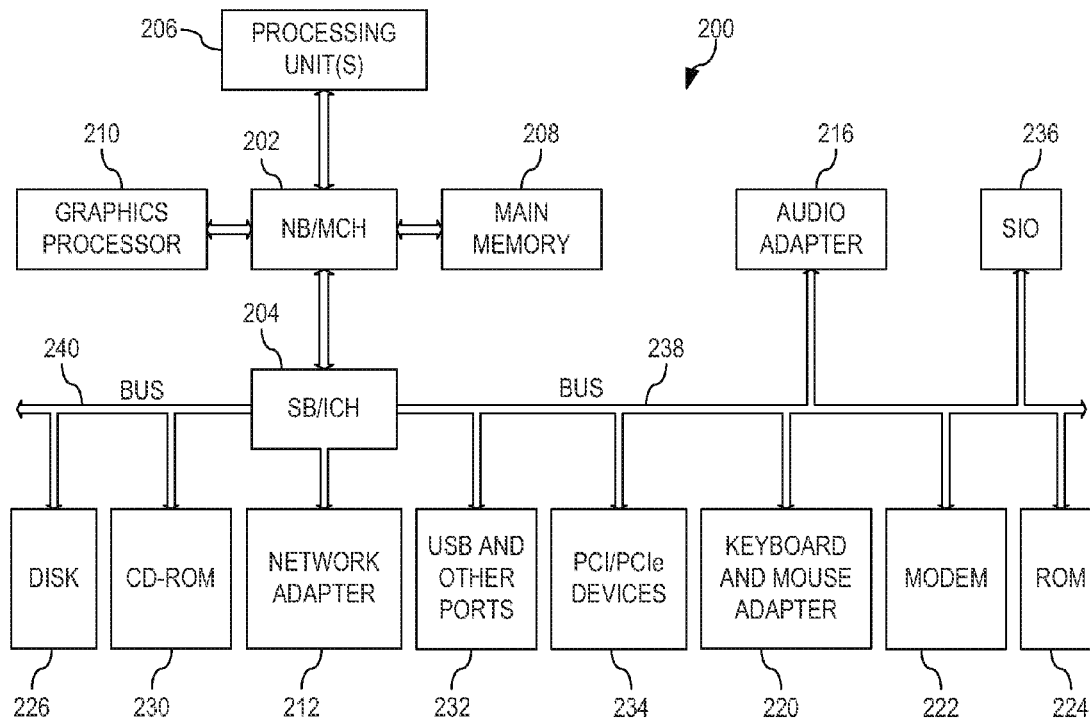 206
PROCESSING
UNIT(S)
200
210
202
208
216
236
GRAPHICS
PROCESSOR
NB/MCH
MAIN
MEMORY
AUDIO
ADAPTER
SIO
204
240
238
BUS
SB/ICH
BUS
DISK
CD-ROM
NETWORK
ADAPTER
USB AND
OTHER
PORTS
PCI/PCIe
DEVICES
KEYBOARD
AND MOUSE
ADAPTER
MODEM
ROM
226
230
212
232
234
220
222
224